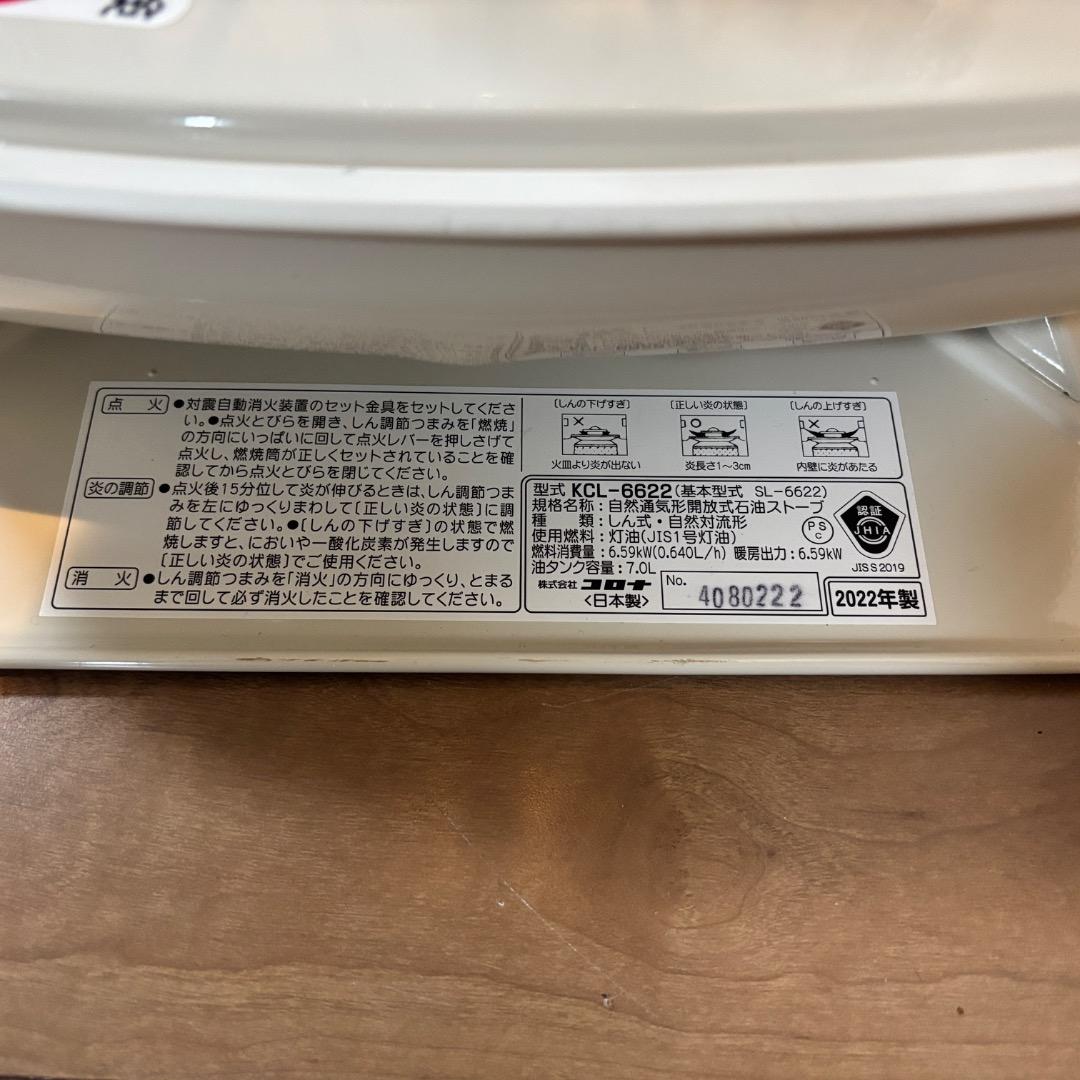 点 火
●対震自動消火装置のセット金具をセットしてくださ
い。●点火とびらを開き、しん調節つまみを「燃焼」
の方向にいっぱいに回して点火レバーを押しさげて
点火し、燃焼筒が正しくセットされていることを確
認してから点火とびらを閉じてください。
炎の調節
●点火後15分位して炎が伸びるときは、しん調節つま
みを左にゆっくりまわして〔正しい炎の状態〕に調
節してください。●〔しんの下げすぎ〕の状態で燃
焼しますと、においや一酸化炭素が発生しますので
〔正しい炎の状態〕でご使用ください。
消 火
●しん調節つまみを「消火」の方向にゆっくり、とまる
まで回して必ず消火したことを確認してください。
〔しんの下げすぎ〕
火皿より炎が出ない
〔正しい炎の状態〕
炎長さ1~3cm
〔しんの上げすぎ〕
内壁に炎があたる
型式 KCL-6622(基本型式 SL-6622)
規格名称:自然通気形開放式石油ストーブ
種 類:しん式・自然対流形
使用燃料:灯油(JIS1号灯油)
燃料消費量:6.59kW(0.640L/h) 暖房出力:6.59kW
油タンク容量:7.0L
PS
C
認証
JHIA
JIS S 2019
株式会社 コロナ
<日本製>
No.
4080222
2022年製